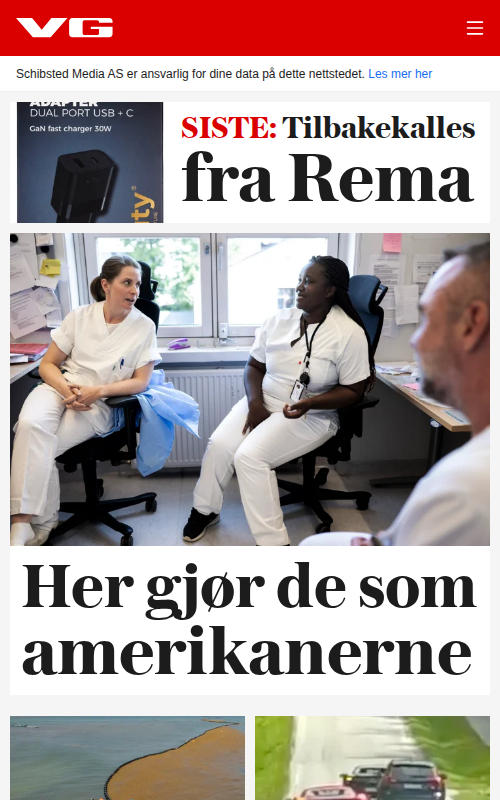 VG
Schibsted Media AS er ansvarlig for dine data på dette nettstedet. Les mer her
ADAPTER
DUAL PORT USB + C
GaN fast charger 30W
SISTE: Tilbakekalles
fra Rema
Her gjør de som
amerikanerne